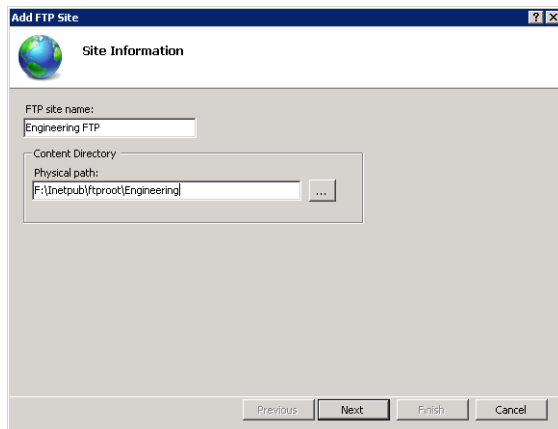 Add FTP Site
Site Information
FTP site name:
Engineering FTP
Content Directory
Physical path:
F:\Inetpub\ftproot\Engineering
...
Previous
Next
Finish
Cancel